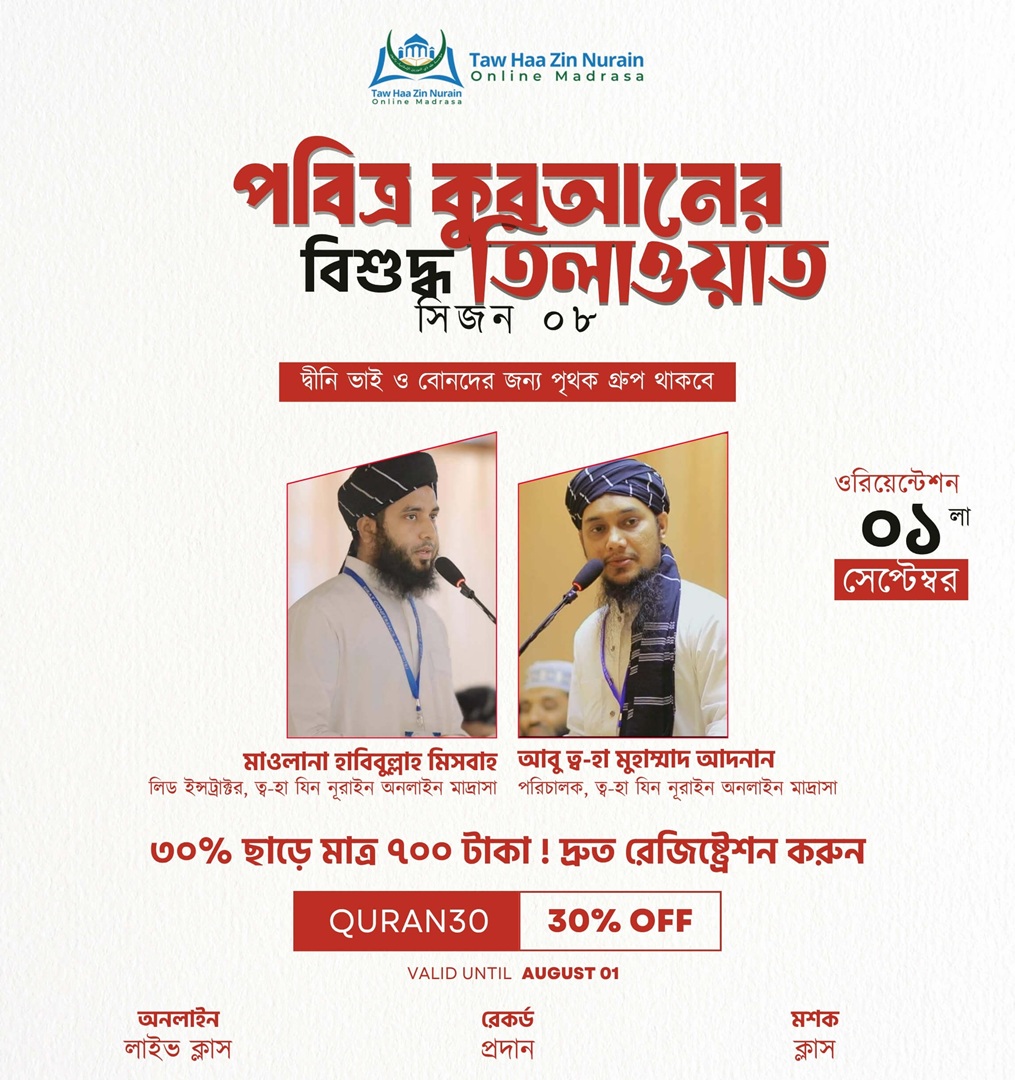 Taw Haa Zin Nurain
Online Madrasa
Taw Haa Zin Nurain
Online Madrasa
পবিত্র কুরআনের
বিশুদ্ধ তিলাওয়াত
সিজন ০৮
দ্বীনি ভাই ও বোনদের জন্য পৃথক গ্রুপ থাকবে
ওরিয়েন্টেশন
০১ লা
সেপ্টেম্বর
মাওলানা হাবিবুল্লাহ মিসবাহ
লিড ইন্সট্রাক্টর, ত্ব-হা যিন নূরাইন অনলাইন মাদ্রাসা
আবু ত্ব-হা মুহাম্মাদ আদনান
পরিচালক, ত্ব-হা যিন নূরাইন অনলাইন মাদ্রাসা
৩০% ছাড়ে মাত্র ৭০০ টাকা ! দ্রুত রেজিষ্ট্রেশন করুন
QURAN30 30% OFF
VALID UNTIL AUGUST 01
অনলাইন
লাইভ ক্লাস
রেকর্ড
প্রদান
মশক
ক্লাস